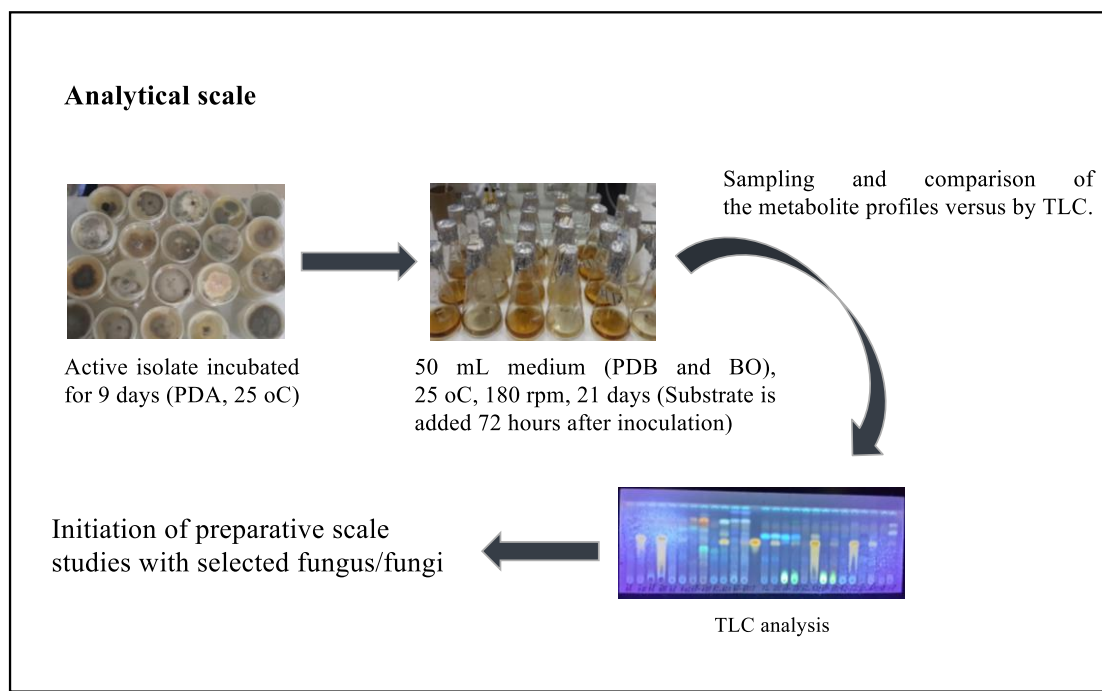 Analytical scale
Sampling and comparison of
the metabolite profiles versus by TLC.
Active isolate incubated
for 9 days (PDA, 25 oC)
50 mL medium (PDB and BO),
25 oC, 180 rpm, 21 days (Substrate is
added 72 hours after inoculation)
Initiation of preparative scale
studies with selected fungus/fungi
TLC analysis